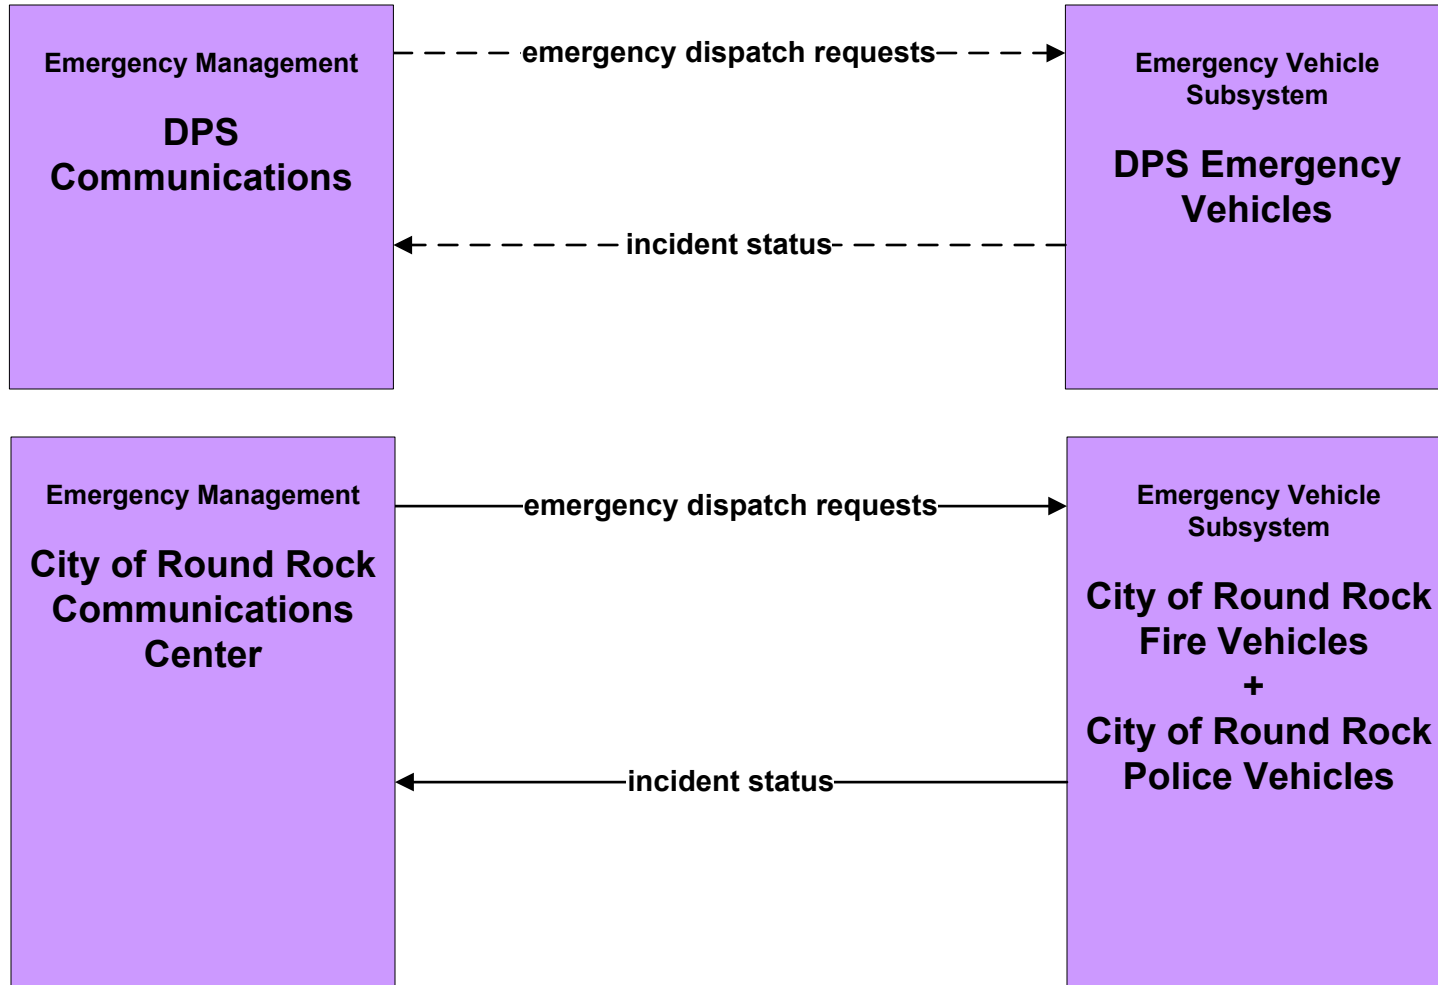 Emergency Management
DPS
Communications
emergency dispatch requests
incident status
Emergency Vehicle
Subsystem
DPS Emergency
Vehicles
Emergency Management
City of Round Rock
Communications
Center
emergency dispatch requests
incident status
Emergency Vehicle
Subsystem
City of Round Rock
Fire Vehicles
+
City of Round Rock
Police Vehicles